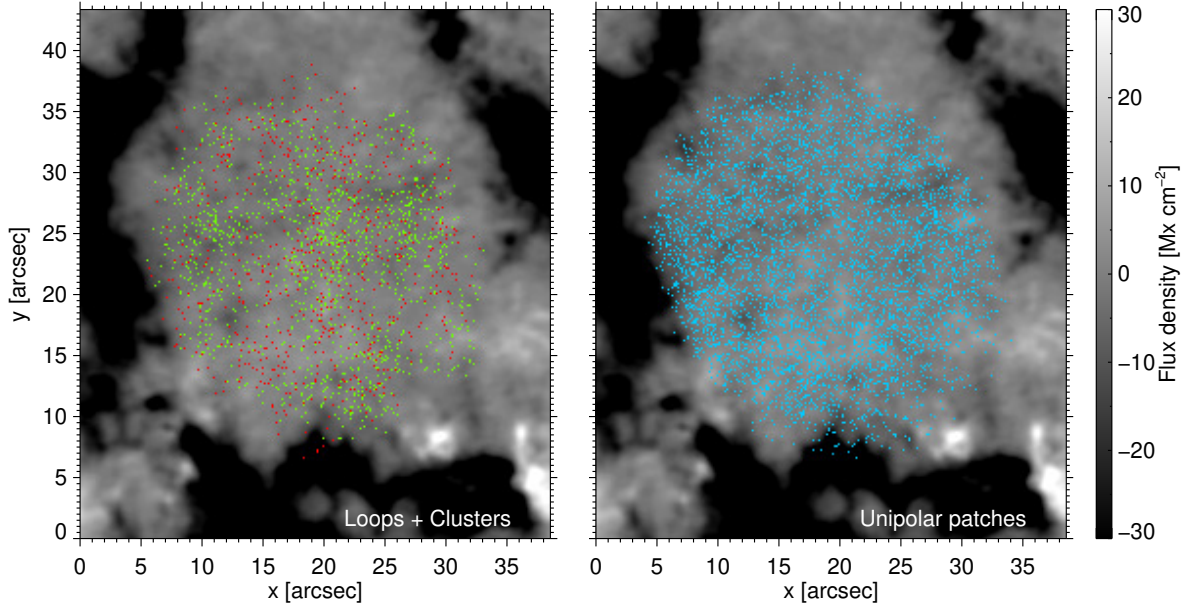 40
35
30
25
20
15
10
5
0
y [arcsec]
0 5 10 15 20 25 30 35
x [arcsec]
Loops + Clusters
0 5 10 15 20 25 30 35
x [arcsec]
Unipolar patches
30
20
10
0
−10
−20
−30
Flux density [Mx cm⁻²]